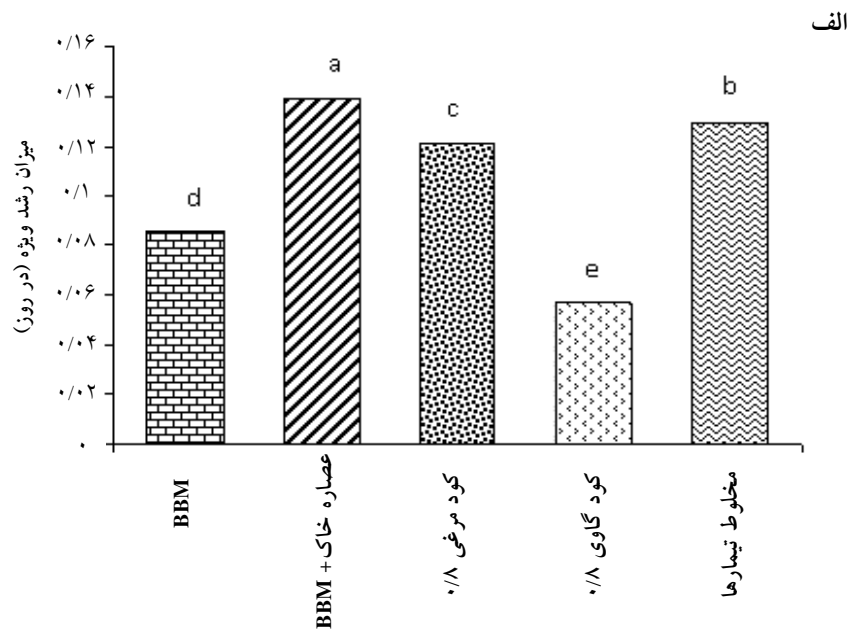 الف
میزان رشد ویژه (در روز)
۰/۱۶
۰/۱۴
۰/۱۲
۰/۱
۰/۰۸
۰/۰۶
۰/۰۴
۰/۰۲
۰
d
a
c
e
b
BBM
BBM + عصاره خاک
کود مرغی ۰/۸
کود گاوی ۰/۸
مخلوط تیمارها